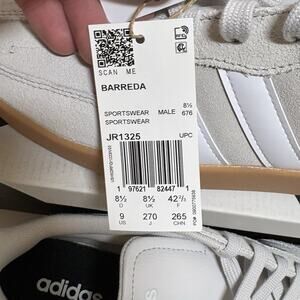 SCAN ME
BARREDA
SPORTSWEAR MALE 8½
SPORTSWEAR 676
JR1325 UPC
1 97621 82447 1
8½ 8½ 42⅔
D UK F
9 270 265
US J CHN
adidas